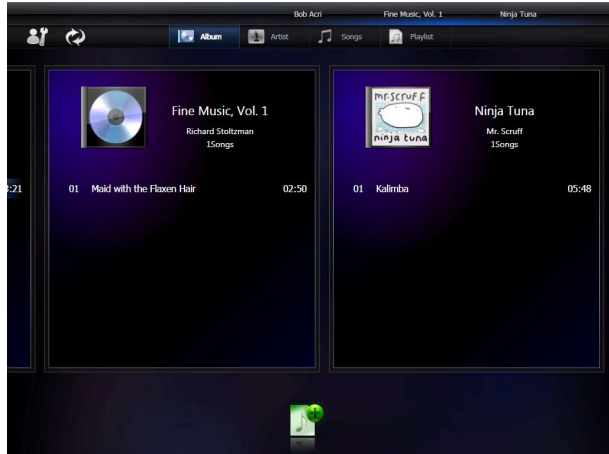 Bob Acri
Fine Music, Vol. 1
Ninja Tuna
Album
Artist
Songs
Playlist
3:21
Fine Music, Vol. 1
Richard Stoltzman
1Songs
01 Maid with the Flaxen Hair 02:50
mr.scruff
ninja tuna
Ninja Tuna
Mr. Scruff
1Songs
01 Kalimba 05:48